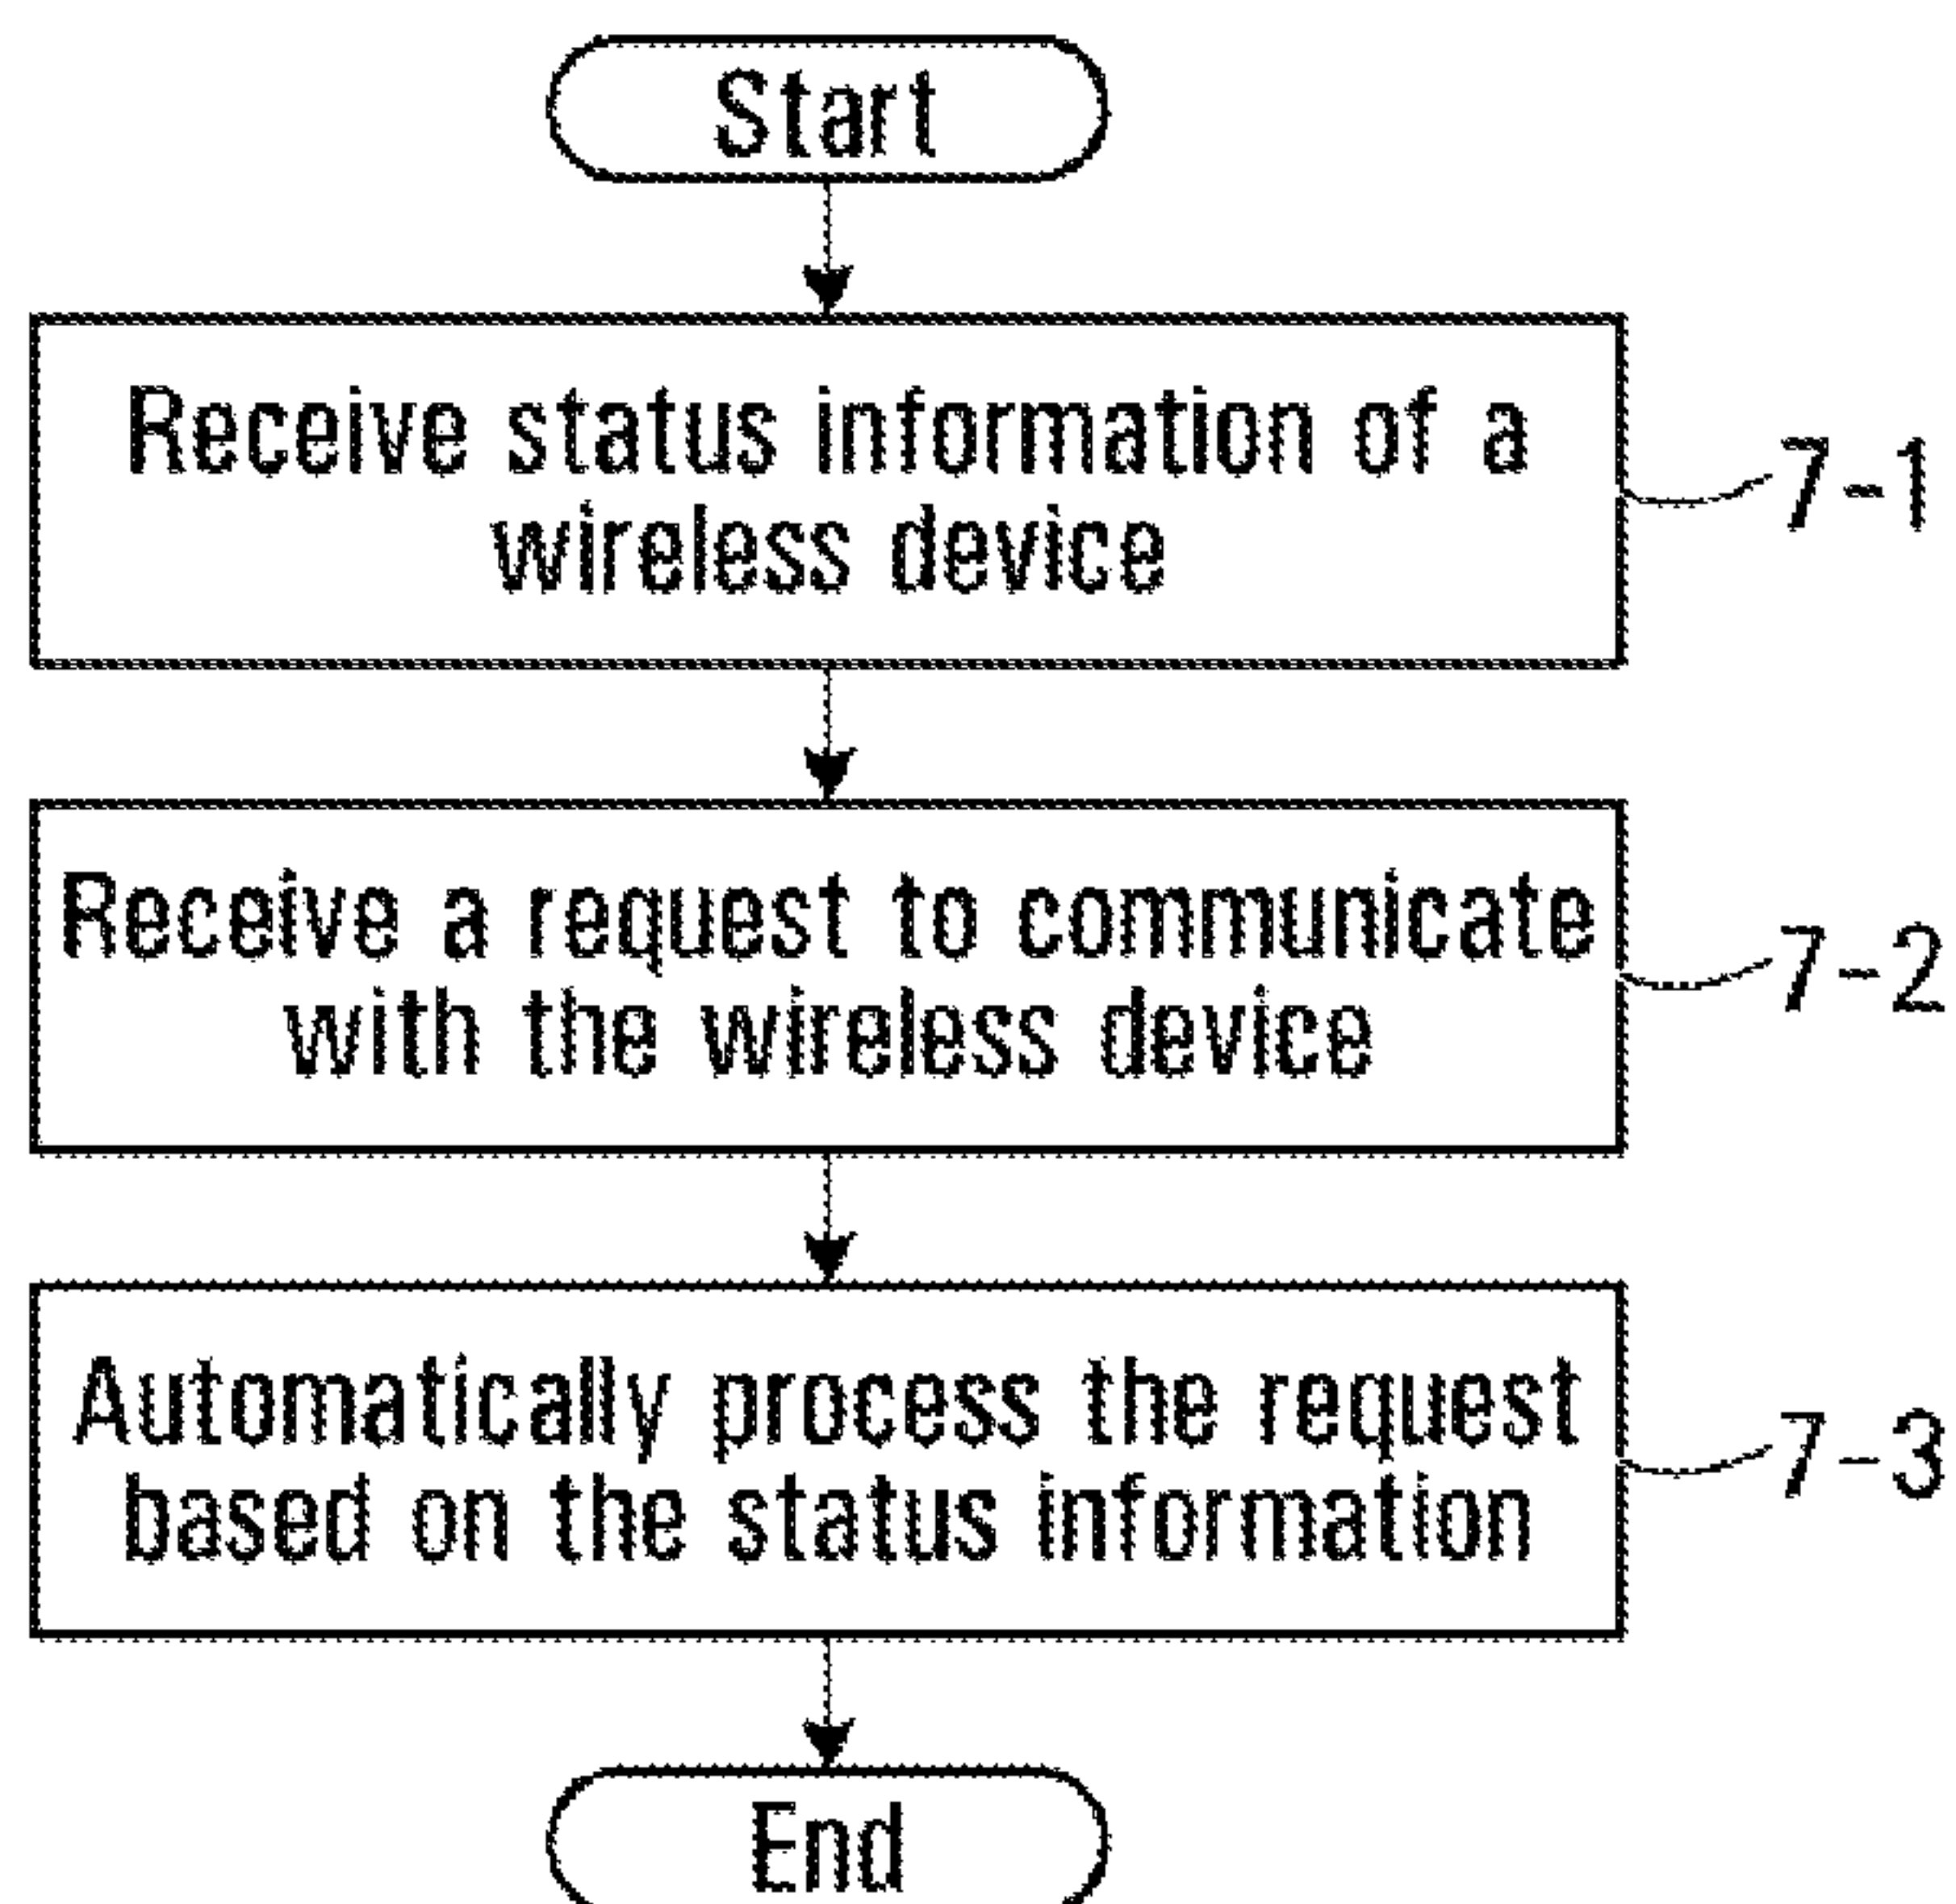 Start
Receive status information of a
wireless device
7-1
Receive a request to communicate
with the wireless device
7-2
Automatically process the request
based on the status information
7-3
End